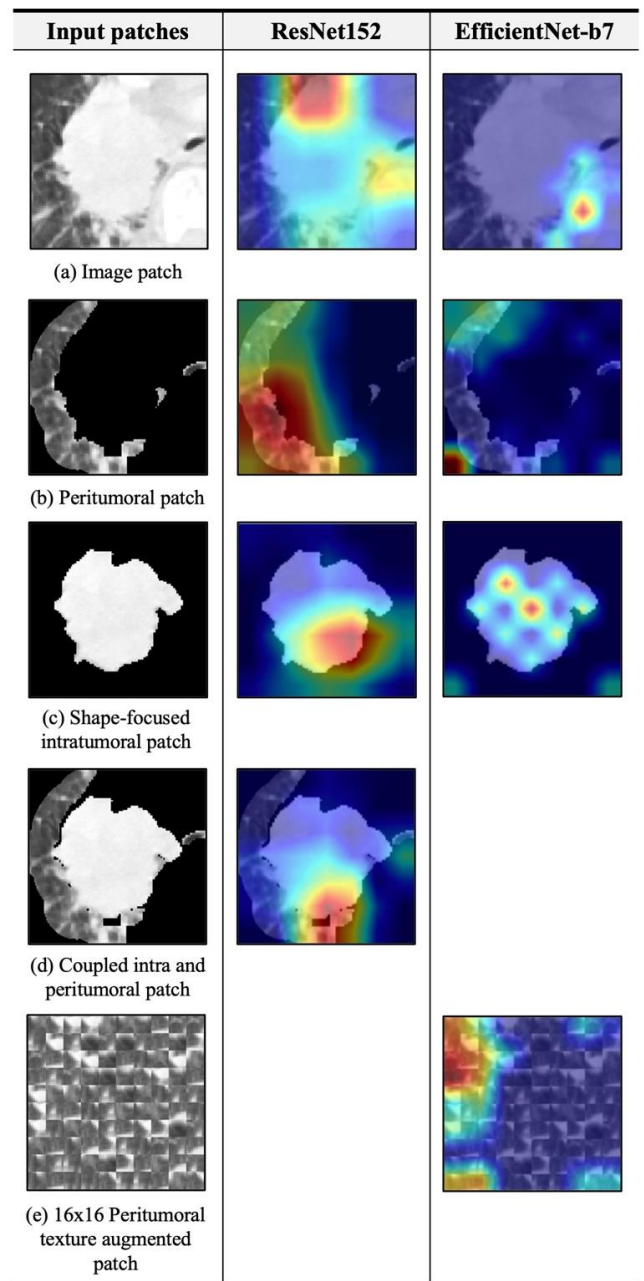 Input patches ResNet152 EfficientNet-b7
(a) Image patch
(b) Peritumoral patch
(c) Shape-focused
intratumoral patch
(d) Coupled intra and
peritumoral patch
(e) 16x16 Peritumoral
texture augmented
patch